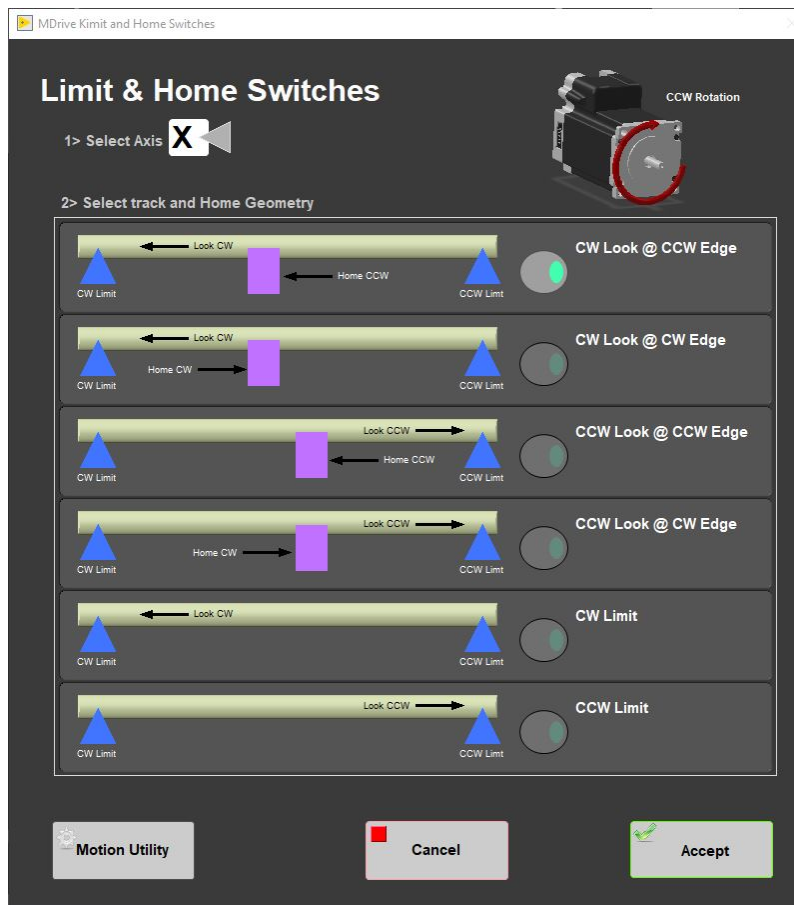 MDrive Kimit and Home Switches
Limit & Home Switches
CCW Rotation
1> Select Axis X
2> Select track and Home Geometry
Look CW
CW Look @ CCW Edge
Home CCW
CW Limit
CCW Limt
Look CW
CW Look @ CW Edge
Home CW
CW Limit
CCW Limt
Look CCW
CCW Look @ CCW Edge
Home CCW
CW Limit
CCW Limt
Look CCW
CCW Look @ CW Edge
Home CW
CW Limit
CCW Limt
Look CW
CW Limit
CW Limit
CCW Limt
Look CCW
CCW Limit
CW Limit
CCW Limt
Motion Utility
Cancel
Accept